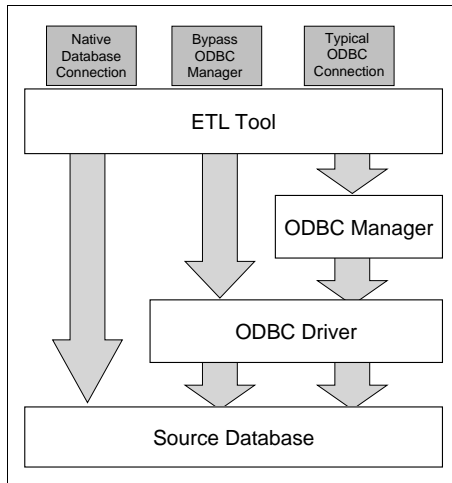 Native
Database
Connection
Bypass
ODBC
Manager
Typical
ODBC
Connection
ETL Tool
ODBC Manager
ODBC Driver
Source Database